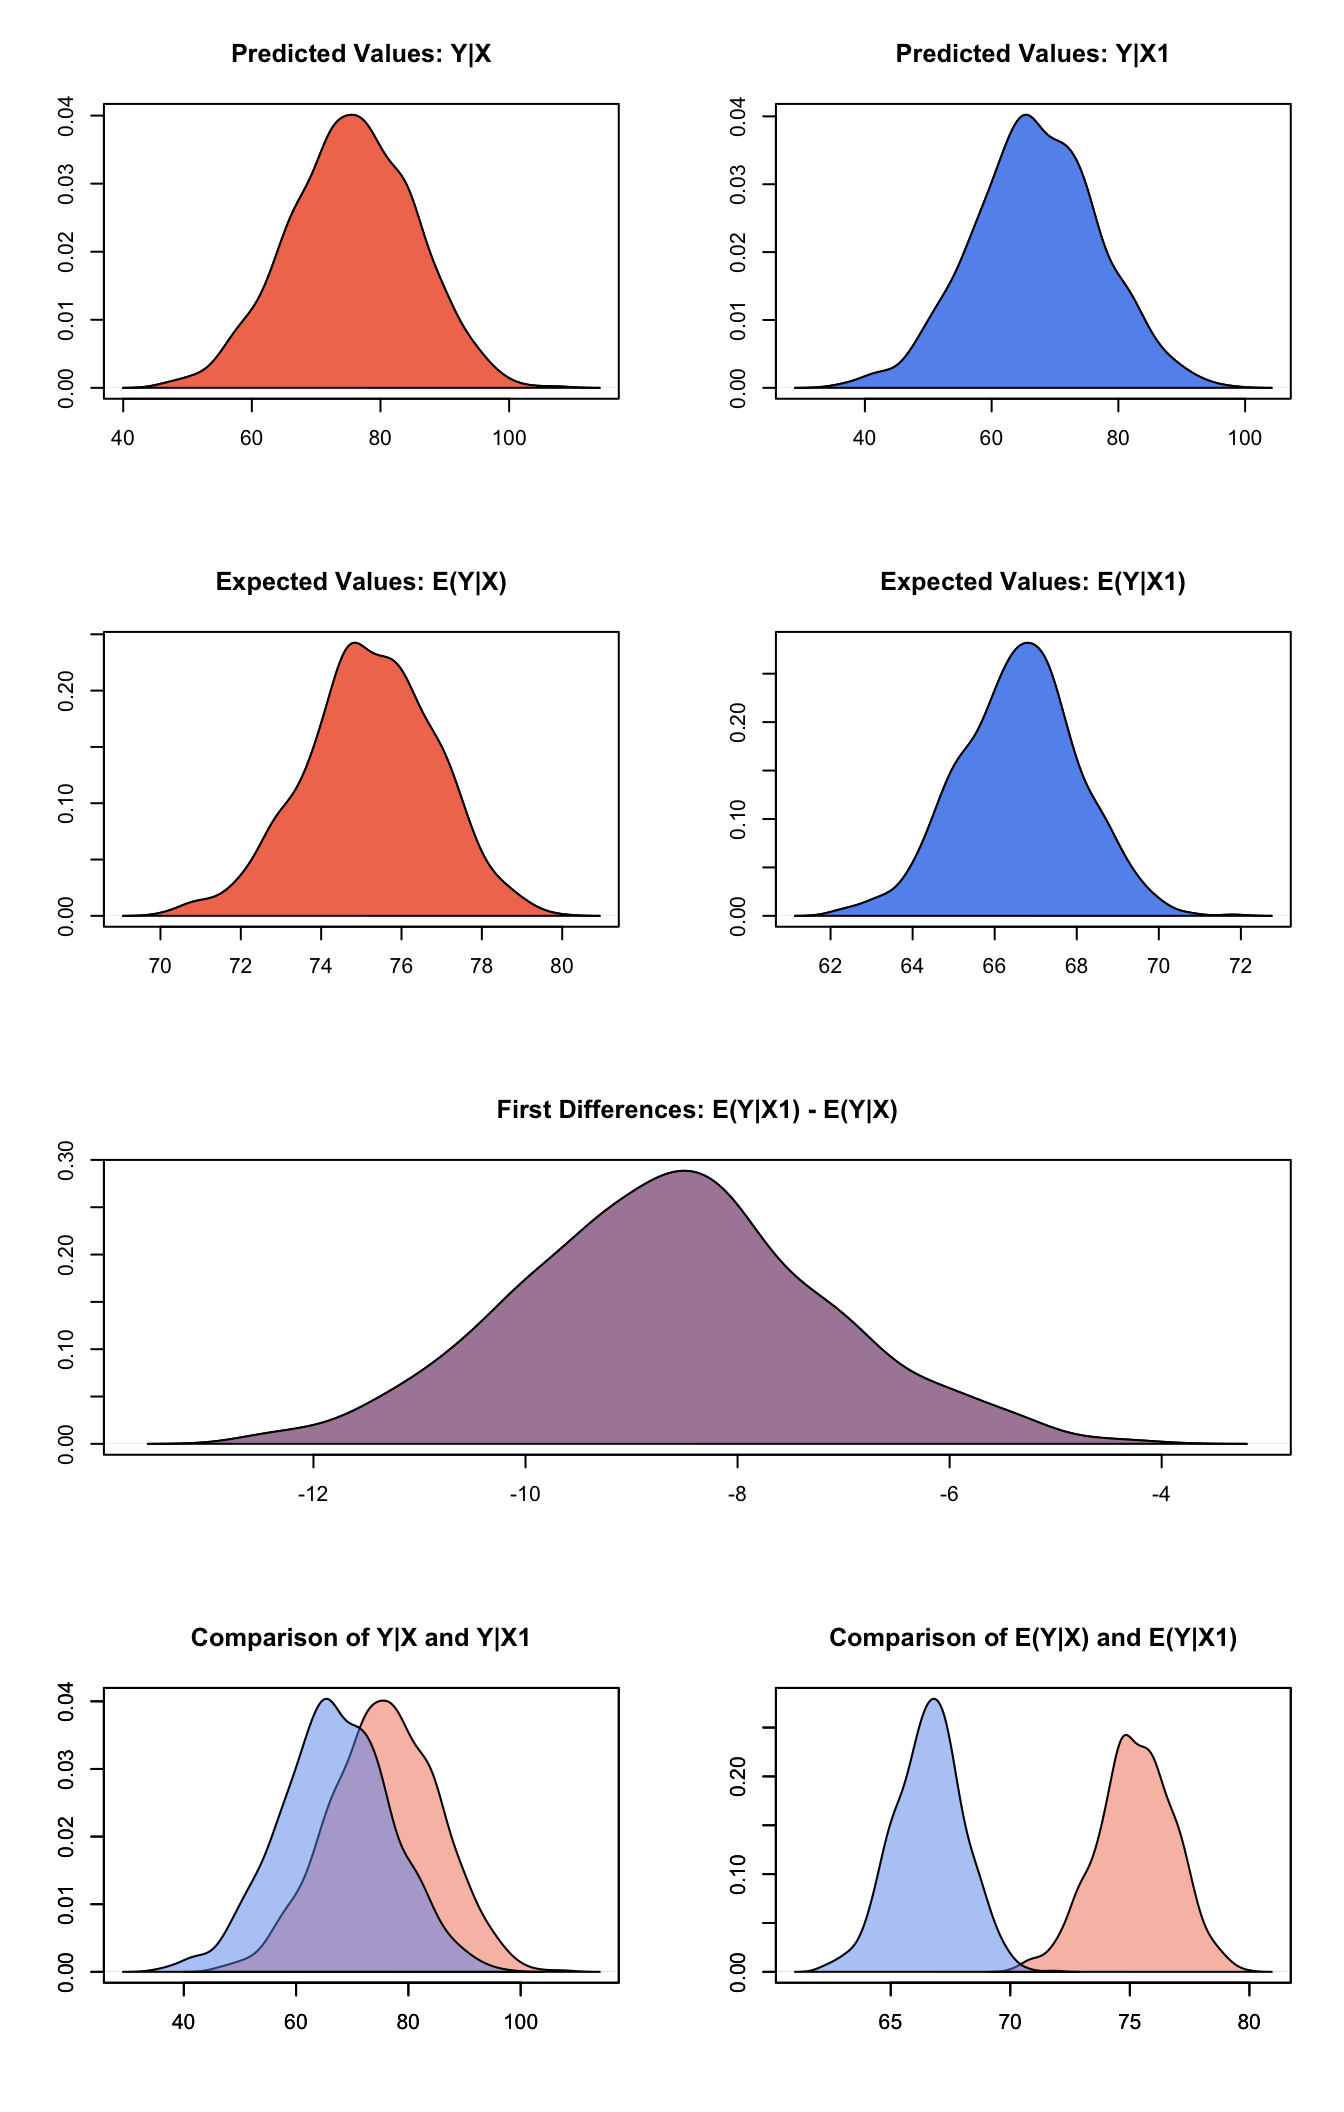 Predicted Values: Y|X
0.00 0.01 0.02 0.03 0.04
40 60 80 100
Predicted Values: Y|X1
0.00 0.01 0.02 0.03 0.04
40 60 80 100
Expected Values: E(Y|X)
0.00 0.10 0.20
70 72 74 76 78 80
Expected Values: E(Y|X1)
0.00 0.10 0.20
62 64 66 68 70 72
First Differences: E(Y|X1) - E(Y|X)
0.00 0.10 0.20 0.30
-12 -10 -8 -6 -4
Comparison of Y|X and Y|X1
0.00 0.01 0.02 0.03 0.04
40 60 80 100
Comparison of E(Y|X) and E(Y|X1)
0.00 0.10 0.20
65 70 75 80